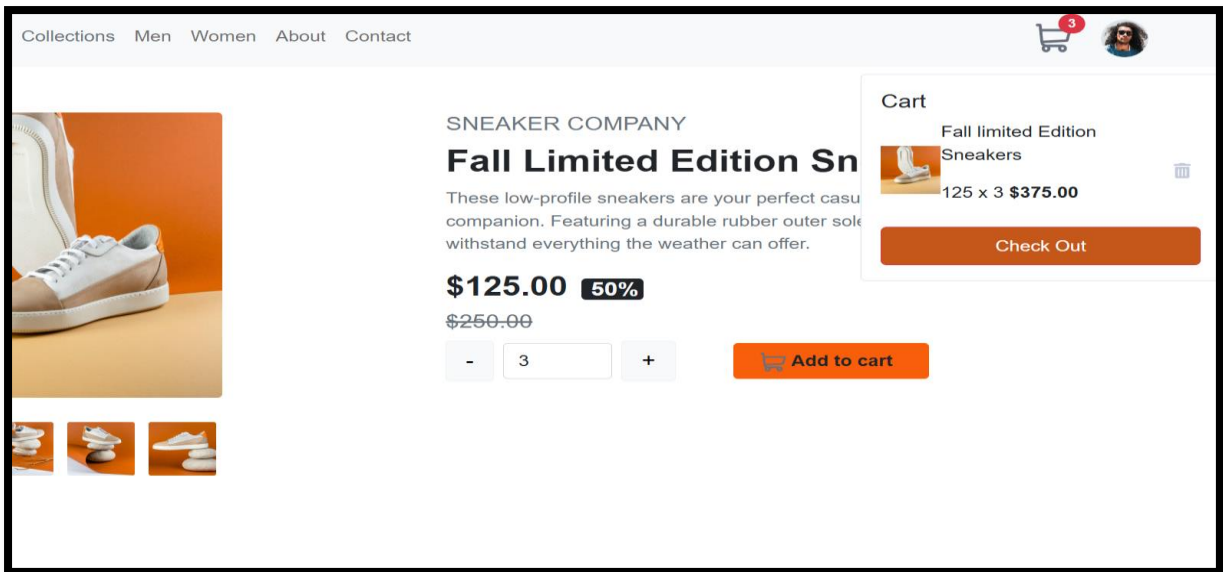 Collections Men Women About Contact
3
Cart
Fall limited Edition
Sneakers
125 x 3 $375.00
Check Out
SNEAKER COMPANY
Fall Limited Edition Sn
These low-profile sneakers are your perfect casu
companion. Featuring a durable rubber outer sole
withstand everything the weather can offer.
$125.00 50%
$250.00
- 3 +
Add to cart